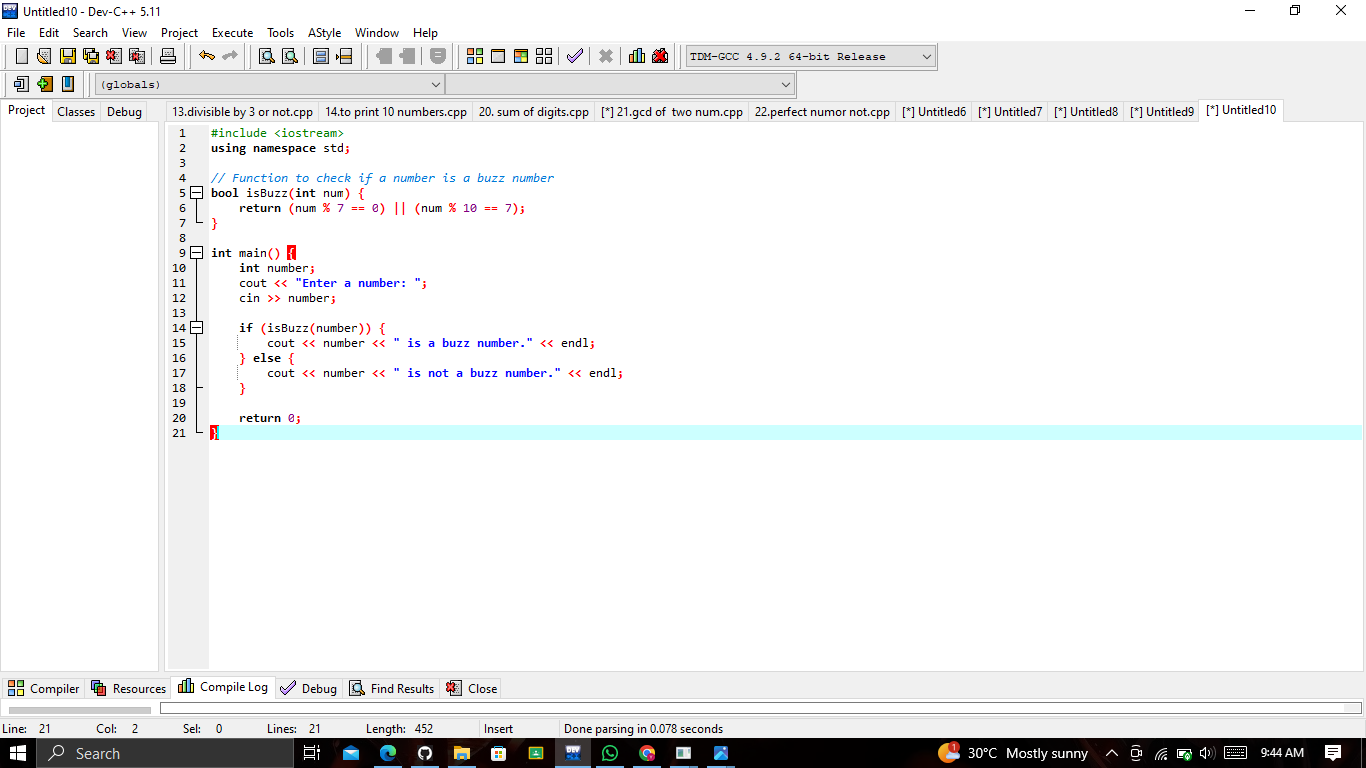 Untitled10 - Dev-C++ 5.11
File Edit Search View Project Execute Tools AStyle Window Help
TDM-GCC 4.9.2 64-bit Release
(globals)
Project Classes Debug
13.divisible by 3 or not.cpp 14.to print 10 numbers.cpp 20. sum of digits.cpp [*] 21.gcd of  two num.cpp 22.perfect numor not.cpp [*] Untitled6 [*] Untitled7 [*] Untitled8 [*] Untitled9 [*] Untitled10
1 #include <iostream>
2 using namespace std;
3
4 // Function to check if a number is a buzz number
5 bool isBuzz(int num) {
6     return (num % 7 == 0) || (num % 10 == 7);
7 }
8
9 int main() {
10     int number;
11     cout << "Enter a number: ";
12     cin >> number;
13
14     if (isBuzz(number)) {
15         cout << number << " is a buzz number." << endl;
16     } else {
17         cout << number << " is not a buzz number." << endl;
18     }
19
20     return 0;
21 }
Compiler Resources Compile Log Debug Find Results Close
Line: 21 Col: 2 Sel: 0 Lines: 21 Length: 452 Insert Done parsing in 0.078 seconds
Search 1 30°C Mostly sunny 9:44 AM